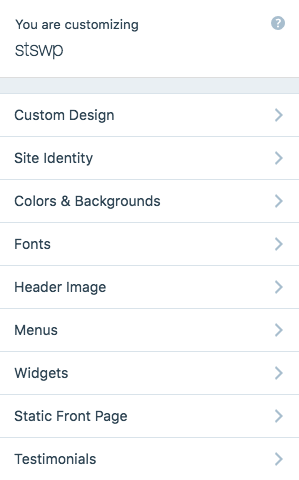 You are customizing
?
stswp
Custom Design
Site Identity
Colors & Backgrounds
Fonts
Header Image
Menus
Widgets
Static Front Page
Testimonials